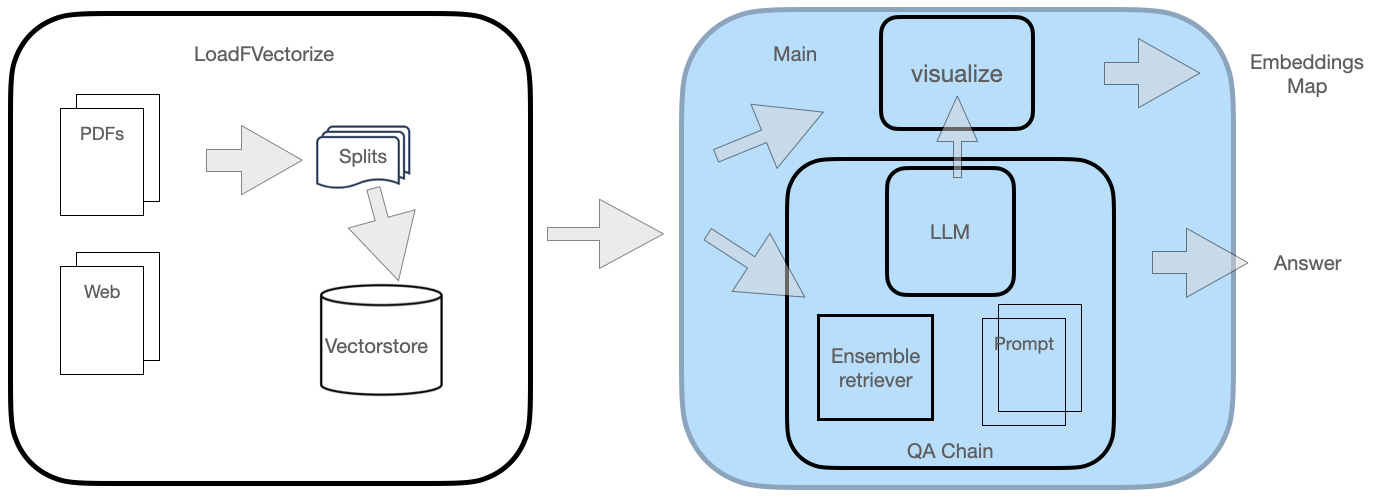 LoadFVectorize
PDFs
Splits
Web
Vectorstore
Main
visualize
Embeddings
Map
LLM
Answer
Ensemble
retriever
Prompt
QA Chain